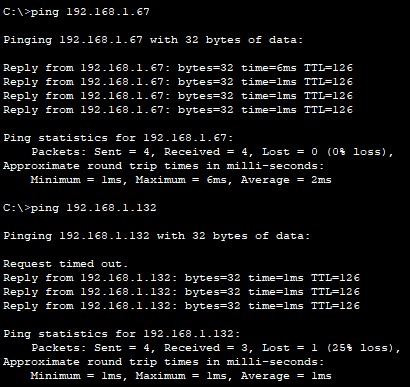 C:\>ping 192.168.1.67
Pinging 192.168.1.67 with 32 bytes of data:
Reply from 192.168.1.67: bytes=32 time=6ms TTL=126
Reply from 192.168.1.67: bytes=32 time=1ms TTL=126
Reply from 192.168.1.67: bytes=32 time=1ms TTL=126
Reply from 192.168.1.67: bytes=32 time=1ms TTL=126
Ping statistics for 192.168.1.67:
Packets: Sent = 4, Received = 4, Lost = 0 (0% loss),
Approximate round trip times in milli-seconds:
Minimum = 1ms, Maximum = 6ms, Average = 2ms
C:\>ping 192.168.1.132
Pinging 192.168.1.132 with 32 bytes of data:
Request timed out.
Reply from 192.168.1.132: bytes=32 time=1ms TTL=126
Reply from 192.168.1.132: bytes=32 time=1ms TTL=126
Reply from 192.168.1.132: bytes=32 time=1ms TTL=126
Ping statistics for 192.168.1.132:
Packets: Sent = 4, Received = 3, Lost = 1 (25% loss),
Approximate round trip times in milli-seconds:
Minimum = 1ms, Maximum = 1ms, Average = 1ms